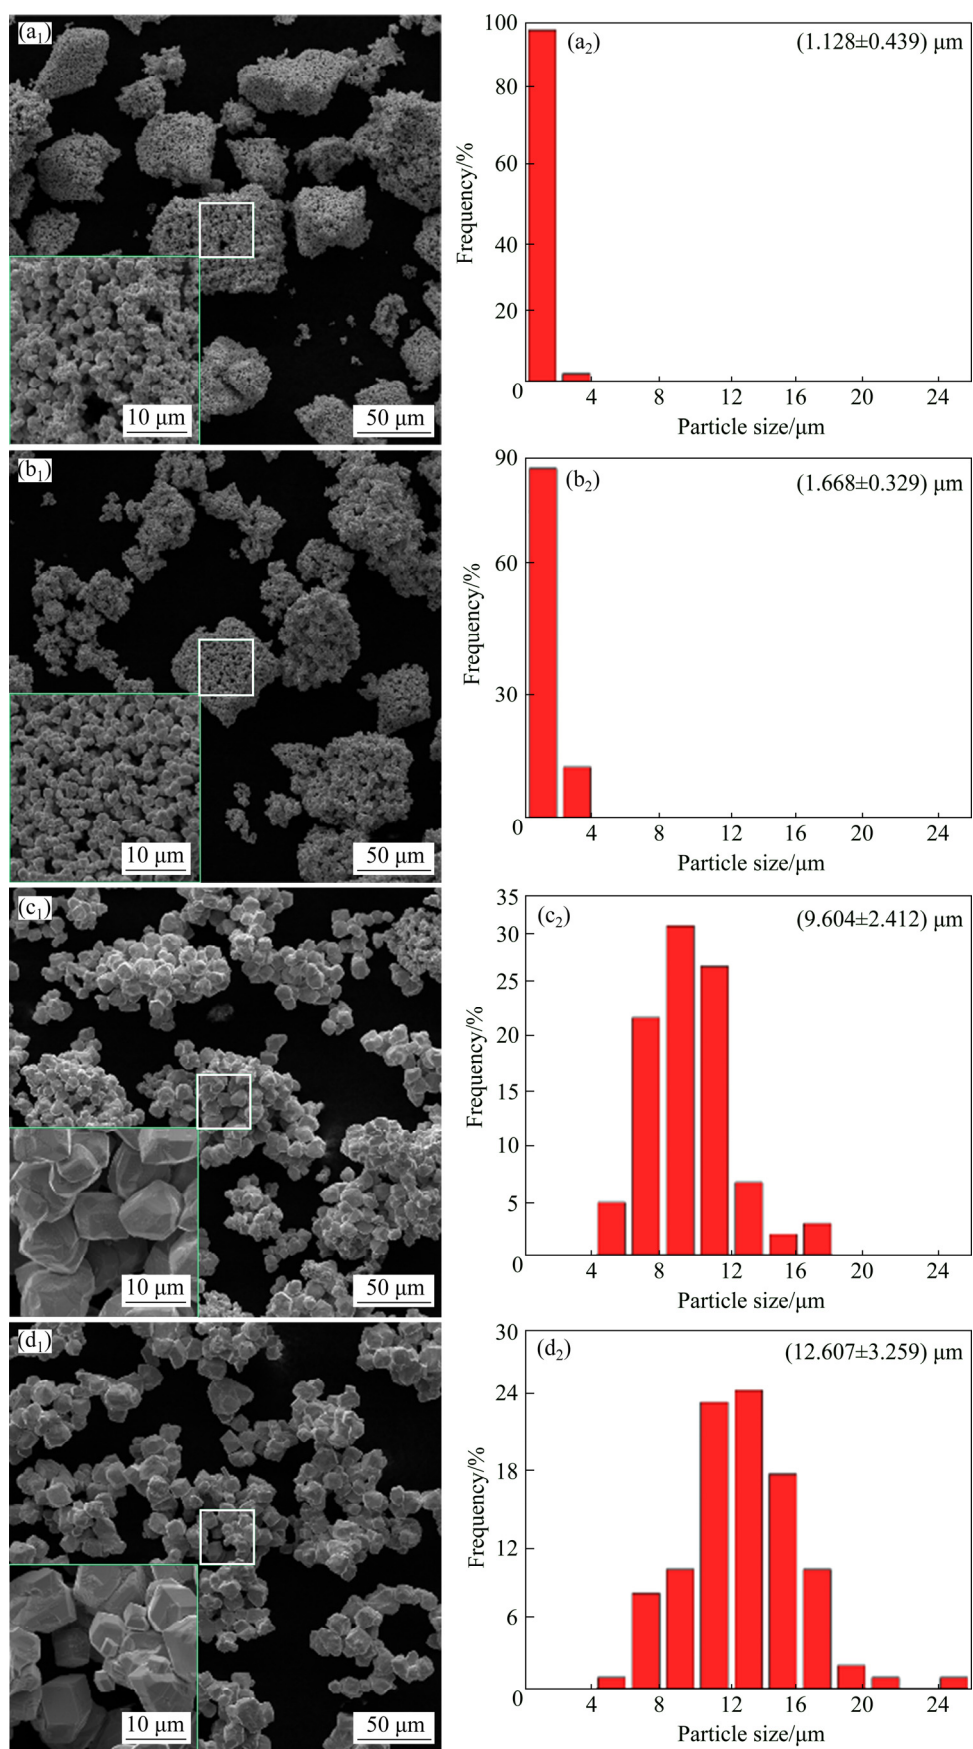 (a₁)
10 μm
50 μm
(a₂)
(1.128±0.439) μm
100
80
60
40
20
0
4
8
12
16
20
24
Frequency/%
Particle size/μm
(b₁)
10 μm
50 μm
(b₂)
(1.668±0.329) μm
90
60
30
0
4
8
12
16
20
24
Frequency/%
Particle size/μm
(c₁)
10 μm
50 μm
(c₂)
(9.604±2.412) μm
35
30
25
20
15
10
5
0
4
8
12
16
20
24
Frequency/%
Particle size/μm
(d₁)
10 μm
50 μm
(d₂)
(12.607±3.259) μm
30
24
18
12
6
0
4
8
12
16
20
24
Frequency/%
Particle size/μm